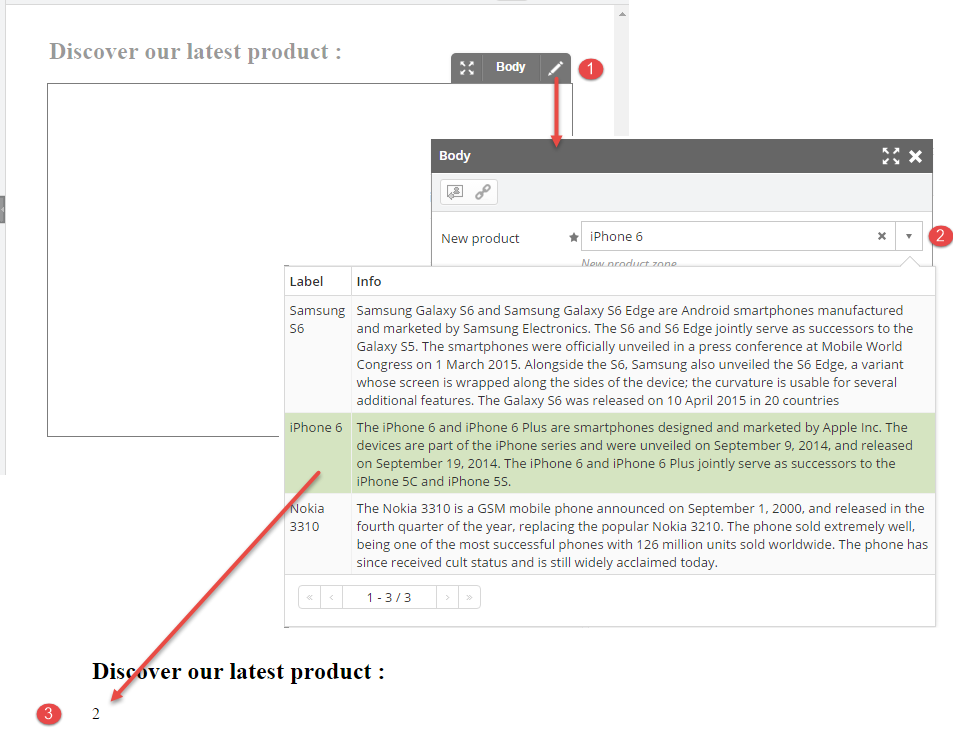 Discover our latest product :
Body
1
Body
New product
iPhone 6
2
New product zone
Label Info
Samsung S6
Samsung Galaxy S6 and Samsung Galaxy S6 Edge are Android smartphones manufactured
and marketed by Samsung Electronics. The S6 and S6 Edge jointly serve as successors to the
Galaxy S5. The smartphones were officially unveiled in a press conference at Mobile World
Congress on 1 March 2015. Alongside the S6, Samsung also unveiled the S6 Edge, a variant
whose screen is wrapped along the sides of the device; the curvature is usable for several
additional features. The Galaxy S6 was released on 10 April 2015 in 20 countries
iPhone 6
The iPhone 6 and iPhone 6 Plus are smartphones designed and marketed by Apple Inc. The
devices are part of the iPhone series and were unveiled on September 9, 2014, and released
on September 19, 2014. The iPhone 6 and iPhone 6 Plus jointly serve as successors to the
iPhone 5C and iPhone 5S.
Nokia
3310
The Nokia 3310 is a GSM mobile phone announced on September 1, 2000, and released in the
fourth quarter of the year, replacing the popular Nokia 3210. The phone sold extremely well,
being one of the most successful phones with 126 million units sold worldwide. The phone has
since received cult status and is still widely acclaimed today.
« ‹ 1 - 3 / 3 › »
Discover our latest product :
3
2